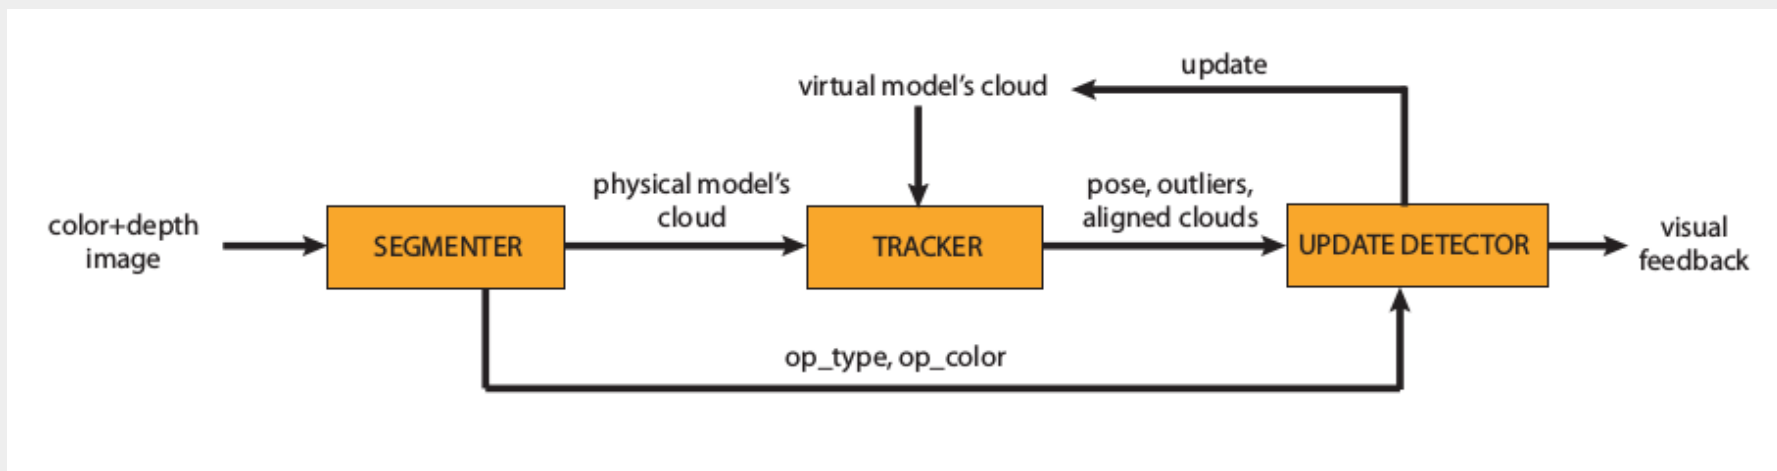 update
virtual model's cloud
physical model's
cloud
pose, outliers,
aligned clouds
color+depth
image
SEGMENTER
TRACKER
UPDATE DETECTOR
visual
feedback
op_type, op_color